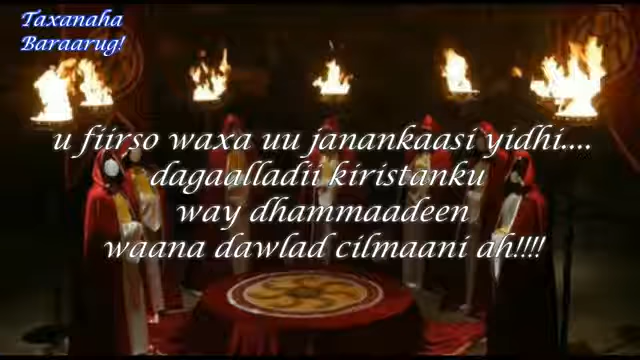 Taxanaha
Baraarug!
u fiirso waxa uu janankaasi yidhi....
dagaalladii kiristanku
way dhammaadeen
waana dawlad cilmaani ah!!!!